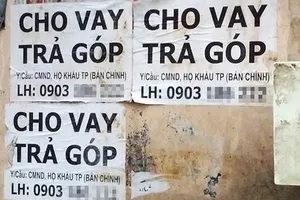 CHO VAY
TRẢ GÓP
Y/Cầu: CMND, HỘ KHẨU TP (BẢN CHÍNH)
LH: 0903
CHO VAY
TRẢ GÓP
Y/Cầu: CMND, HỘ KHẨU TP (BẢN CHÍNH)
LH: 0903
CHO VAY
TRẢ GÓP
Y/Cầu: CMND, HỘ KHẨU TP (BẢN CHÍNH)
LH: 0903